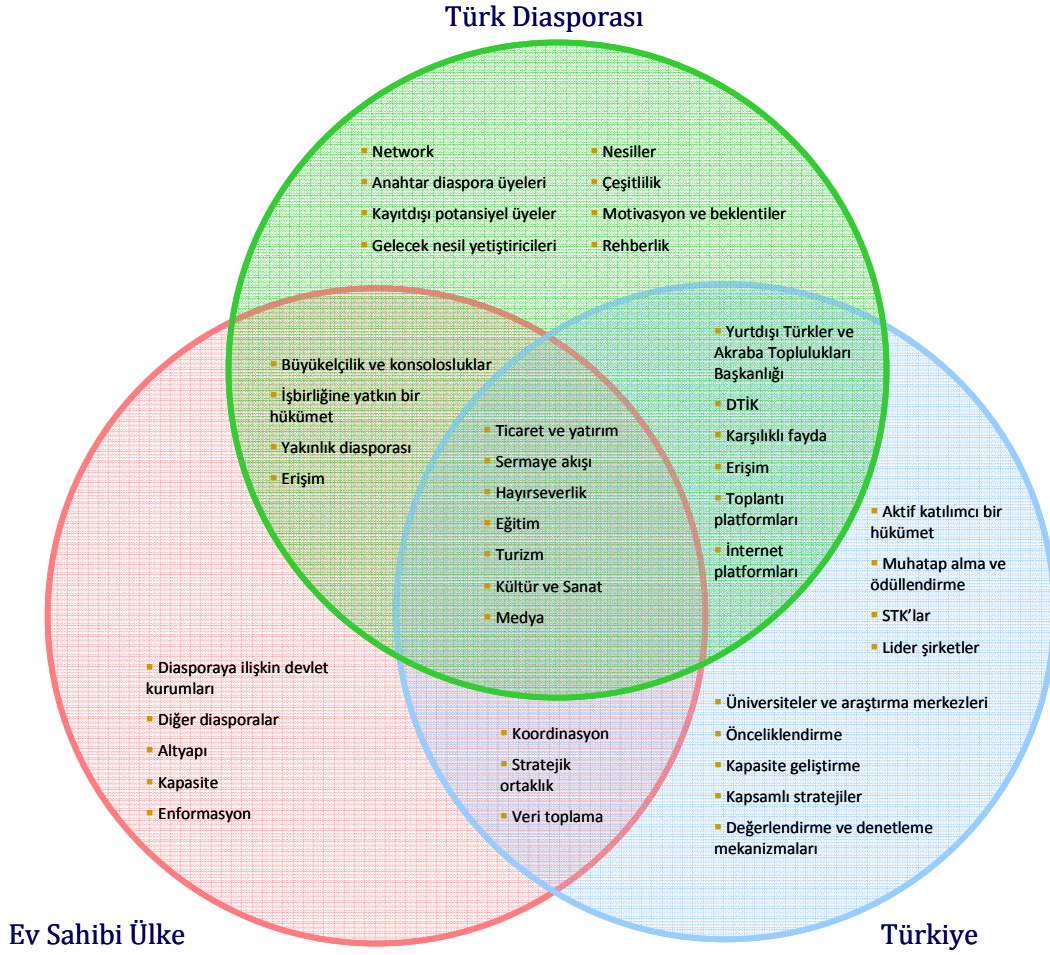 Türk Diasporası
▪ Network
▪ Anahtar diaspora üyeleri
▪ Kayıtdışı potansiyel üyeler
▪ Gelecek nesil yetiştiricileri
▪ Nesiller
▪ Çeşitlilik
▪ Motivasyon ve beklentiler
▪ Rehberlik
▪ Büyükelçilik ve konsolosluklar
▪ İşbirliğine yatkın bir
hükümet
▪ Yakınlık diasporası
▪ Erişim
▪ Ticaret ve yatırım
▪ Sermaye akışı
▪ Hayırseverlik
▪ Eğitim
▪ Turizm
▪ Kültür ve Sanat
▪ Medya
▪ Yurtdışı Türkler ve
Akraba Toplulukları
Başkanlığı
▪ DTİK
▪ Karşılıklı fayda
▪ Erişim
▪ Toplantı
platformları
▪ İnternet
platformları
▪ Aktif katılımcı bir
hükümet
▪ Muhatap alma ve
ödüllendirme
▪ STK’lar
▪ Lider şirketler
▪ Diasporaya ilişkin devlet
kurumları
▪ Diğer diasporalar
▪ Altyapı
▪ Kapasite
▪ Enformasyon
▪ Koordinasyon
▪ Stratejik
ortaklık
▪ Veri toplama
▪ Üniversiteler ve araştırma merkezleri
▪ Önceliklendirme
▪ Kapasite geliştirme
▪ Kapsamlı stratejiler
▪ Değerlendirme ve denetleme
mekanizmaları
Ev Sahibi Ülke
Türkiye